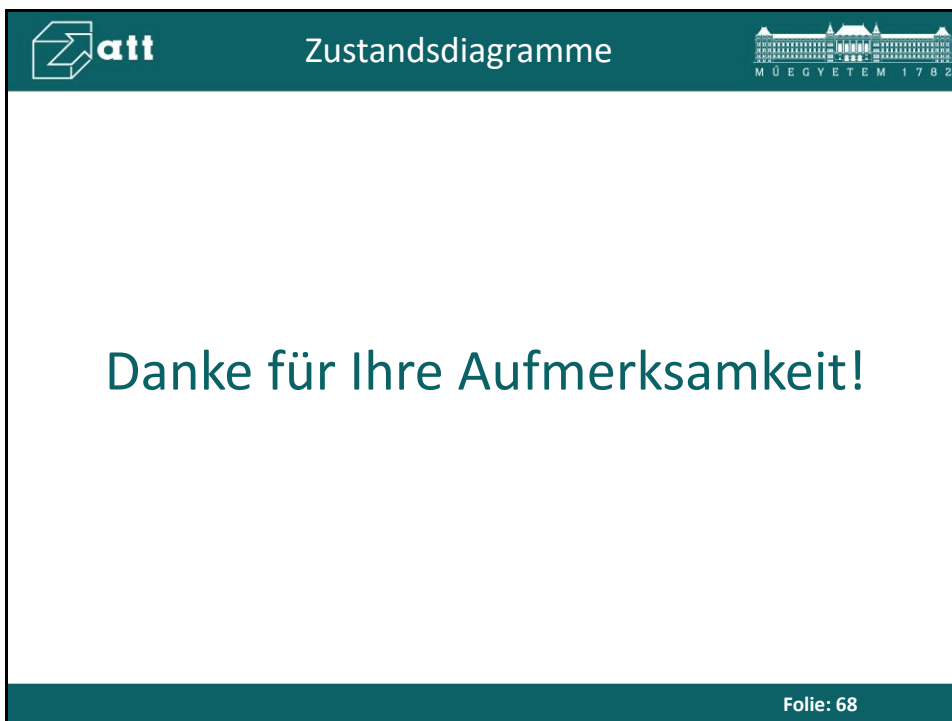 att
Zustandsdiagramme
MŰEGYETEM 1782
Danke für Ihre Aufmerksamkeit!
Folie: 68